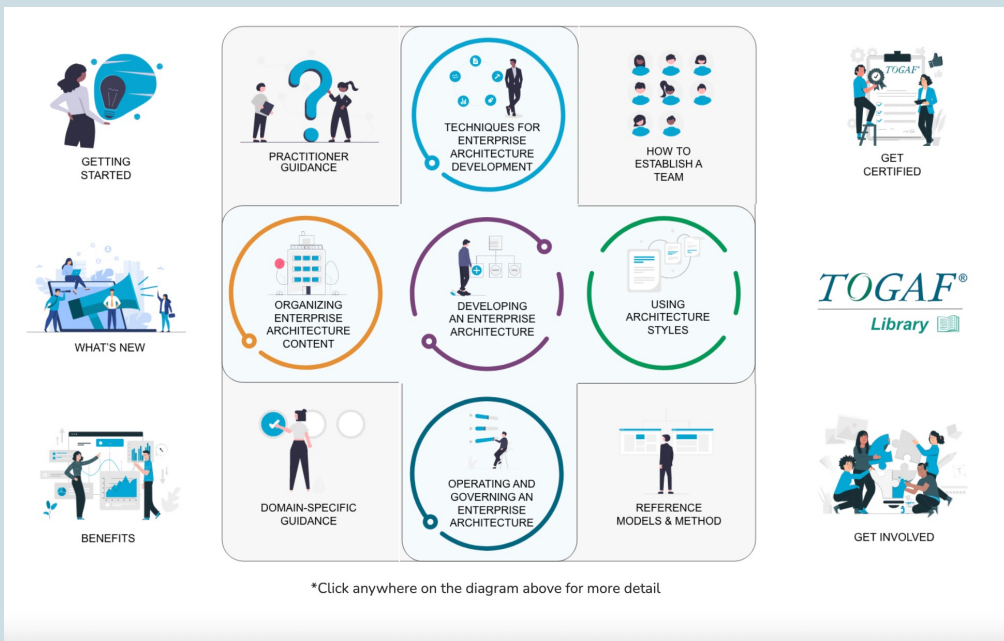 GETTING
STARTED
PRACTITIONER
GUIDANCE
TECHNIQUES FOR
ENTERPRISE
ARCHITECTURE
DEVELOPMENT
HOW TO
ESTABLISH A
TEAM
TOGAF®
GET
CERTIFIED
WHAT'S NEW
ORGANIZING
ENTERPRISE
ARCHITECTURE
CONTENT
DEVELOPING
AN ENTERPRISE
ARCHITECTURE
USING
ARCHITECTURE
STYLES
TOGAF®
Library
BENEFITS
DOMAIN-SPECIFIC
GUIDANCE
OPERATING AND
GOVERNING AN
ENTERPRISE
ARCHITECTURE
REFERENCE
MODELS & METHOD
GET INVOLVED
*Click anywhere on the diagram above for more detail